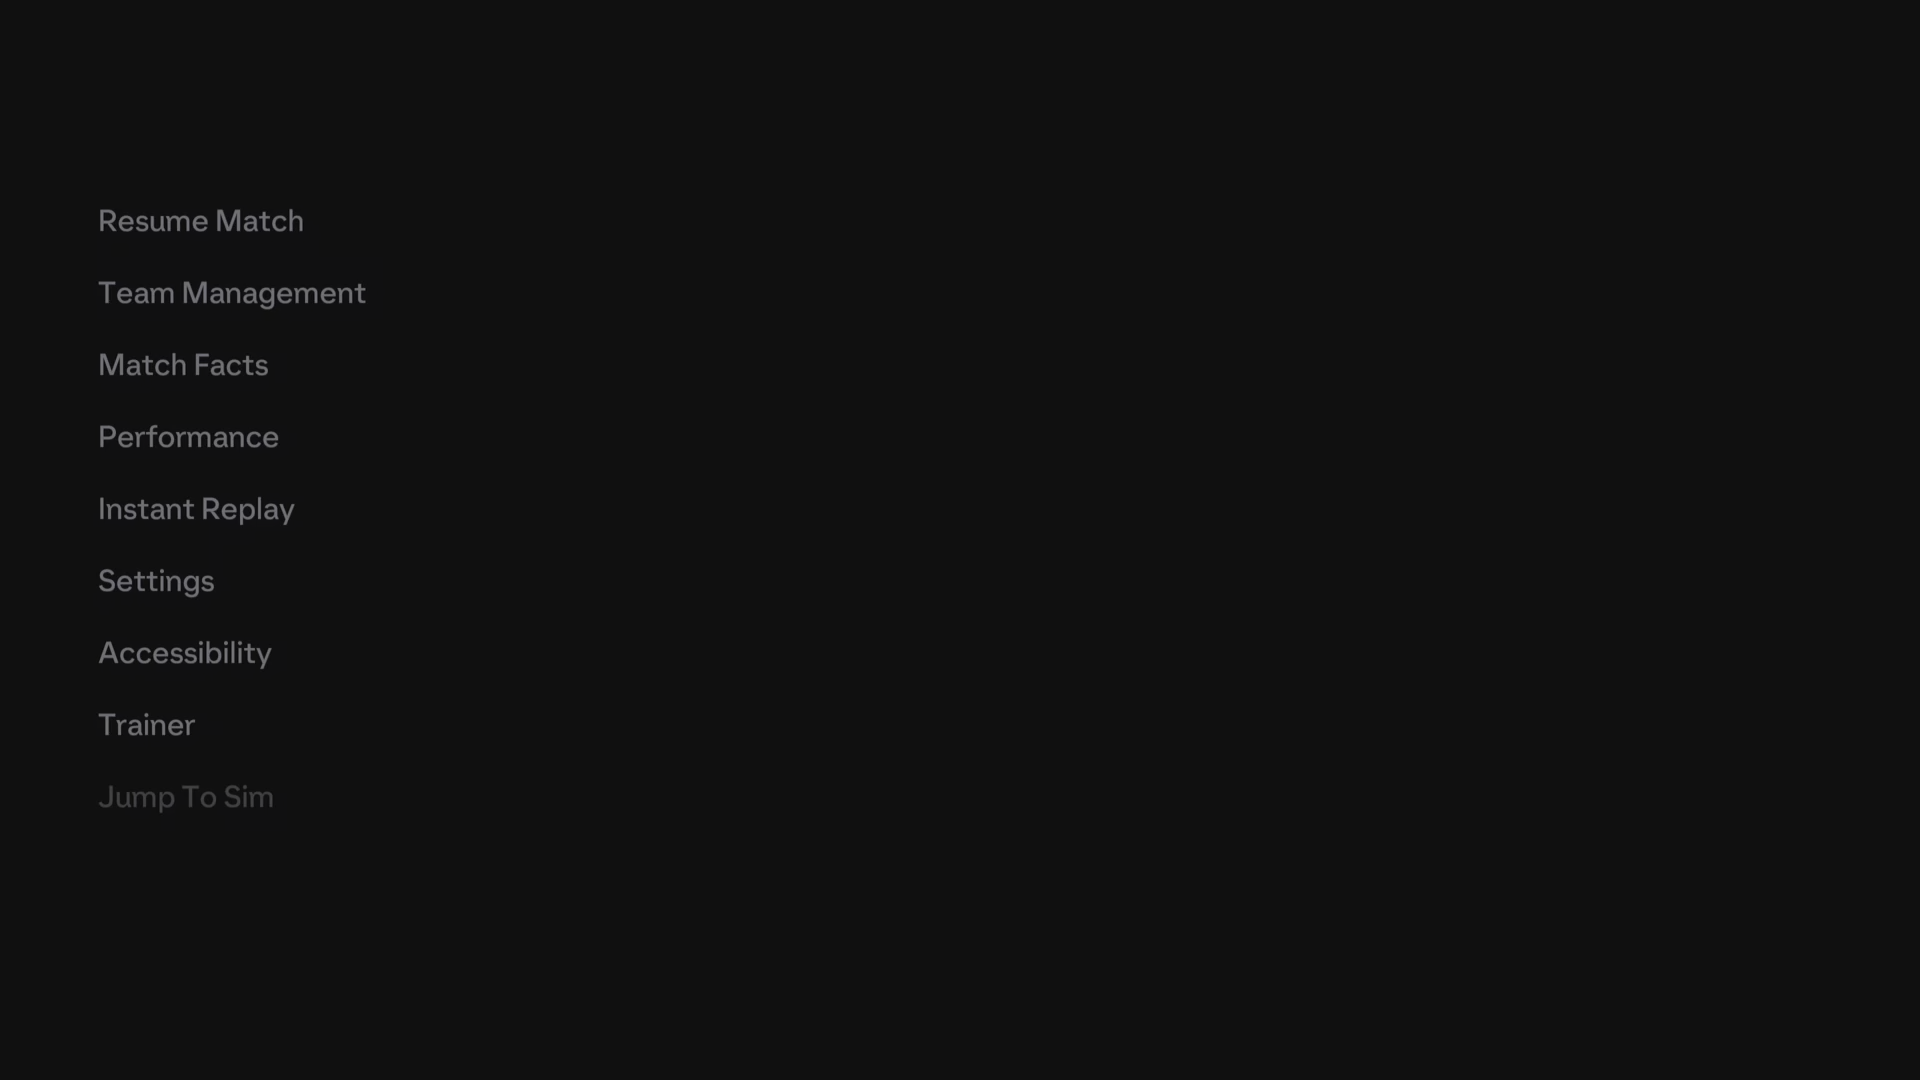 Resume Match
Team Management
Match Facts
Performance
Instant Replay
Settings
Accessibility
Trainer
Jump To Sim